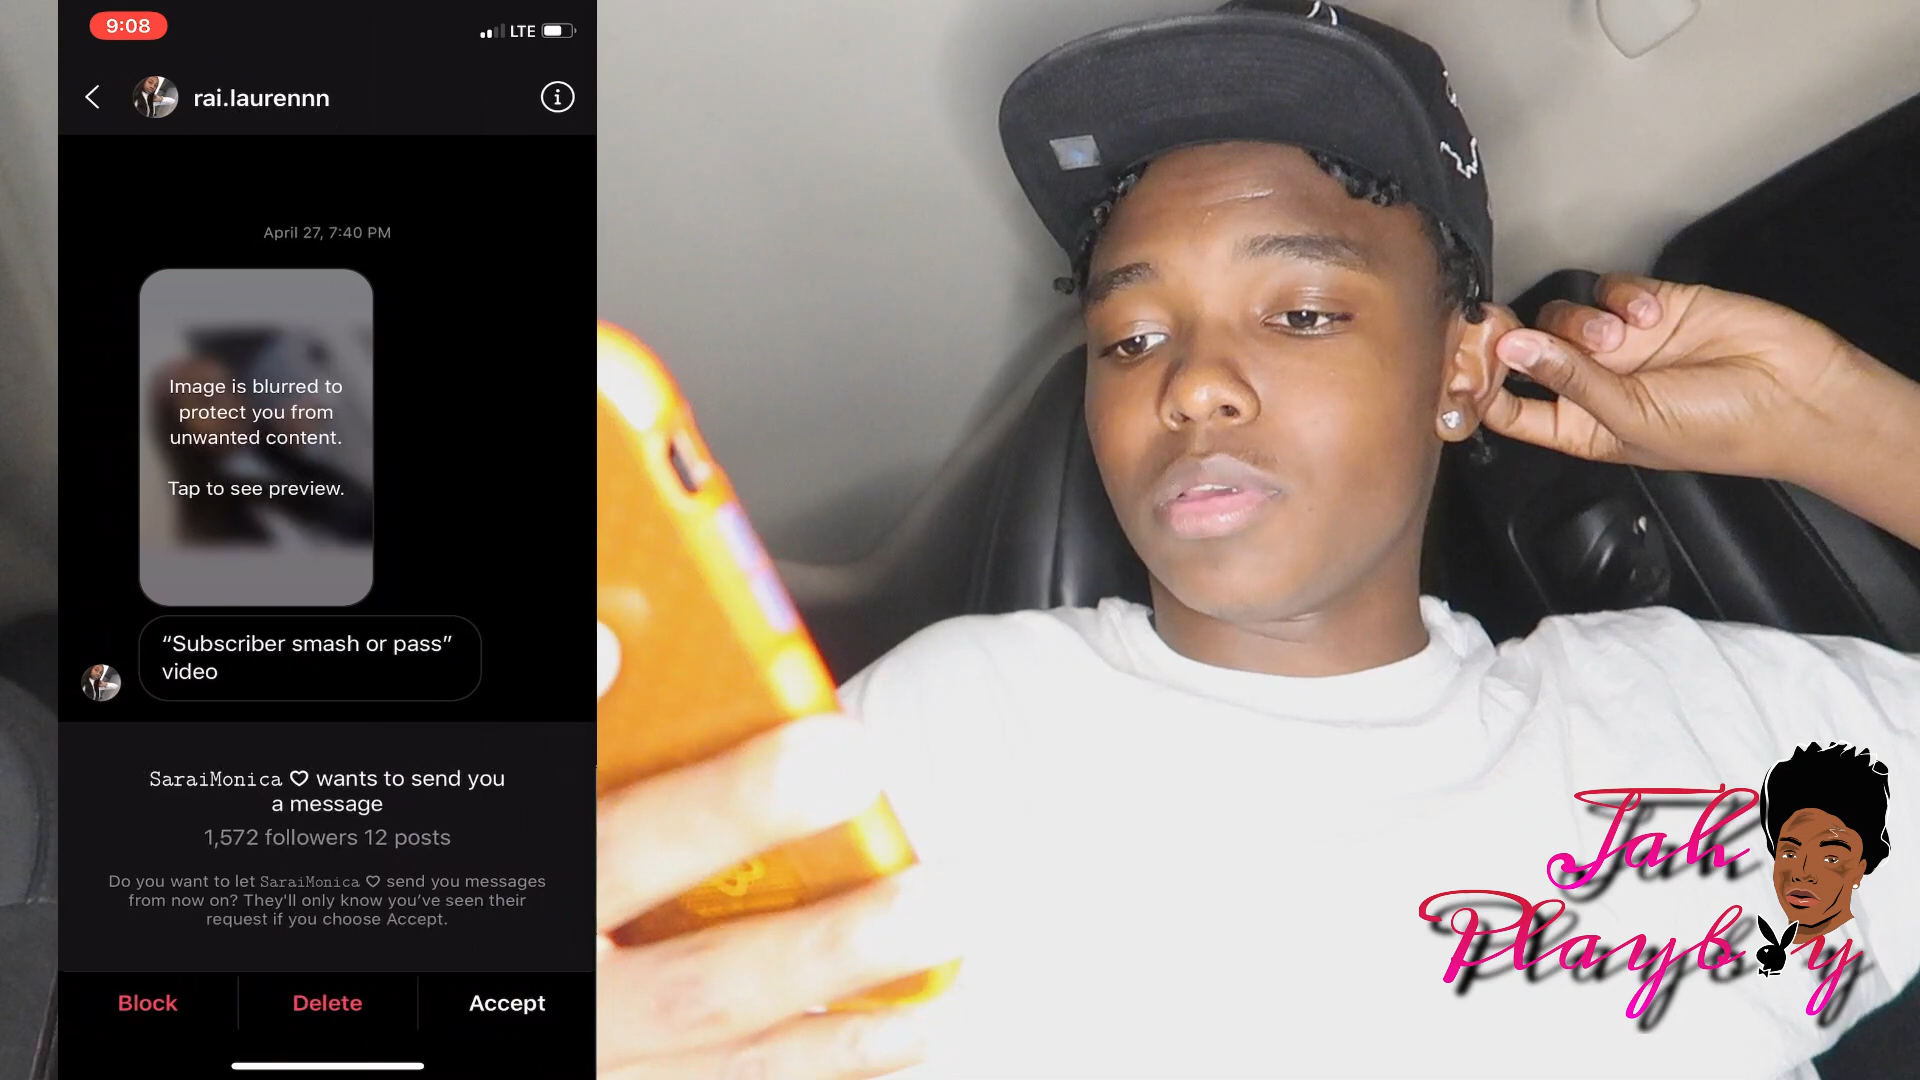 9:08
LTE
rai.laurennn
April 27, 7:40 PM
Image is blurred to
protect you from
unwanted content.
Tap to see preview.
“Subscriber smash or pass”
video
SaraiMonica ♡ wants to send you
a message
1,572 followers 12 posts
Do you want to let SaraiMonica ♡ send you messages
from now on? They'll only know you’ve seen their
request if you choose Accept.
Block
Delete
Accept
Jah
Playboy